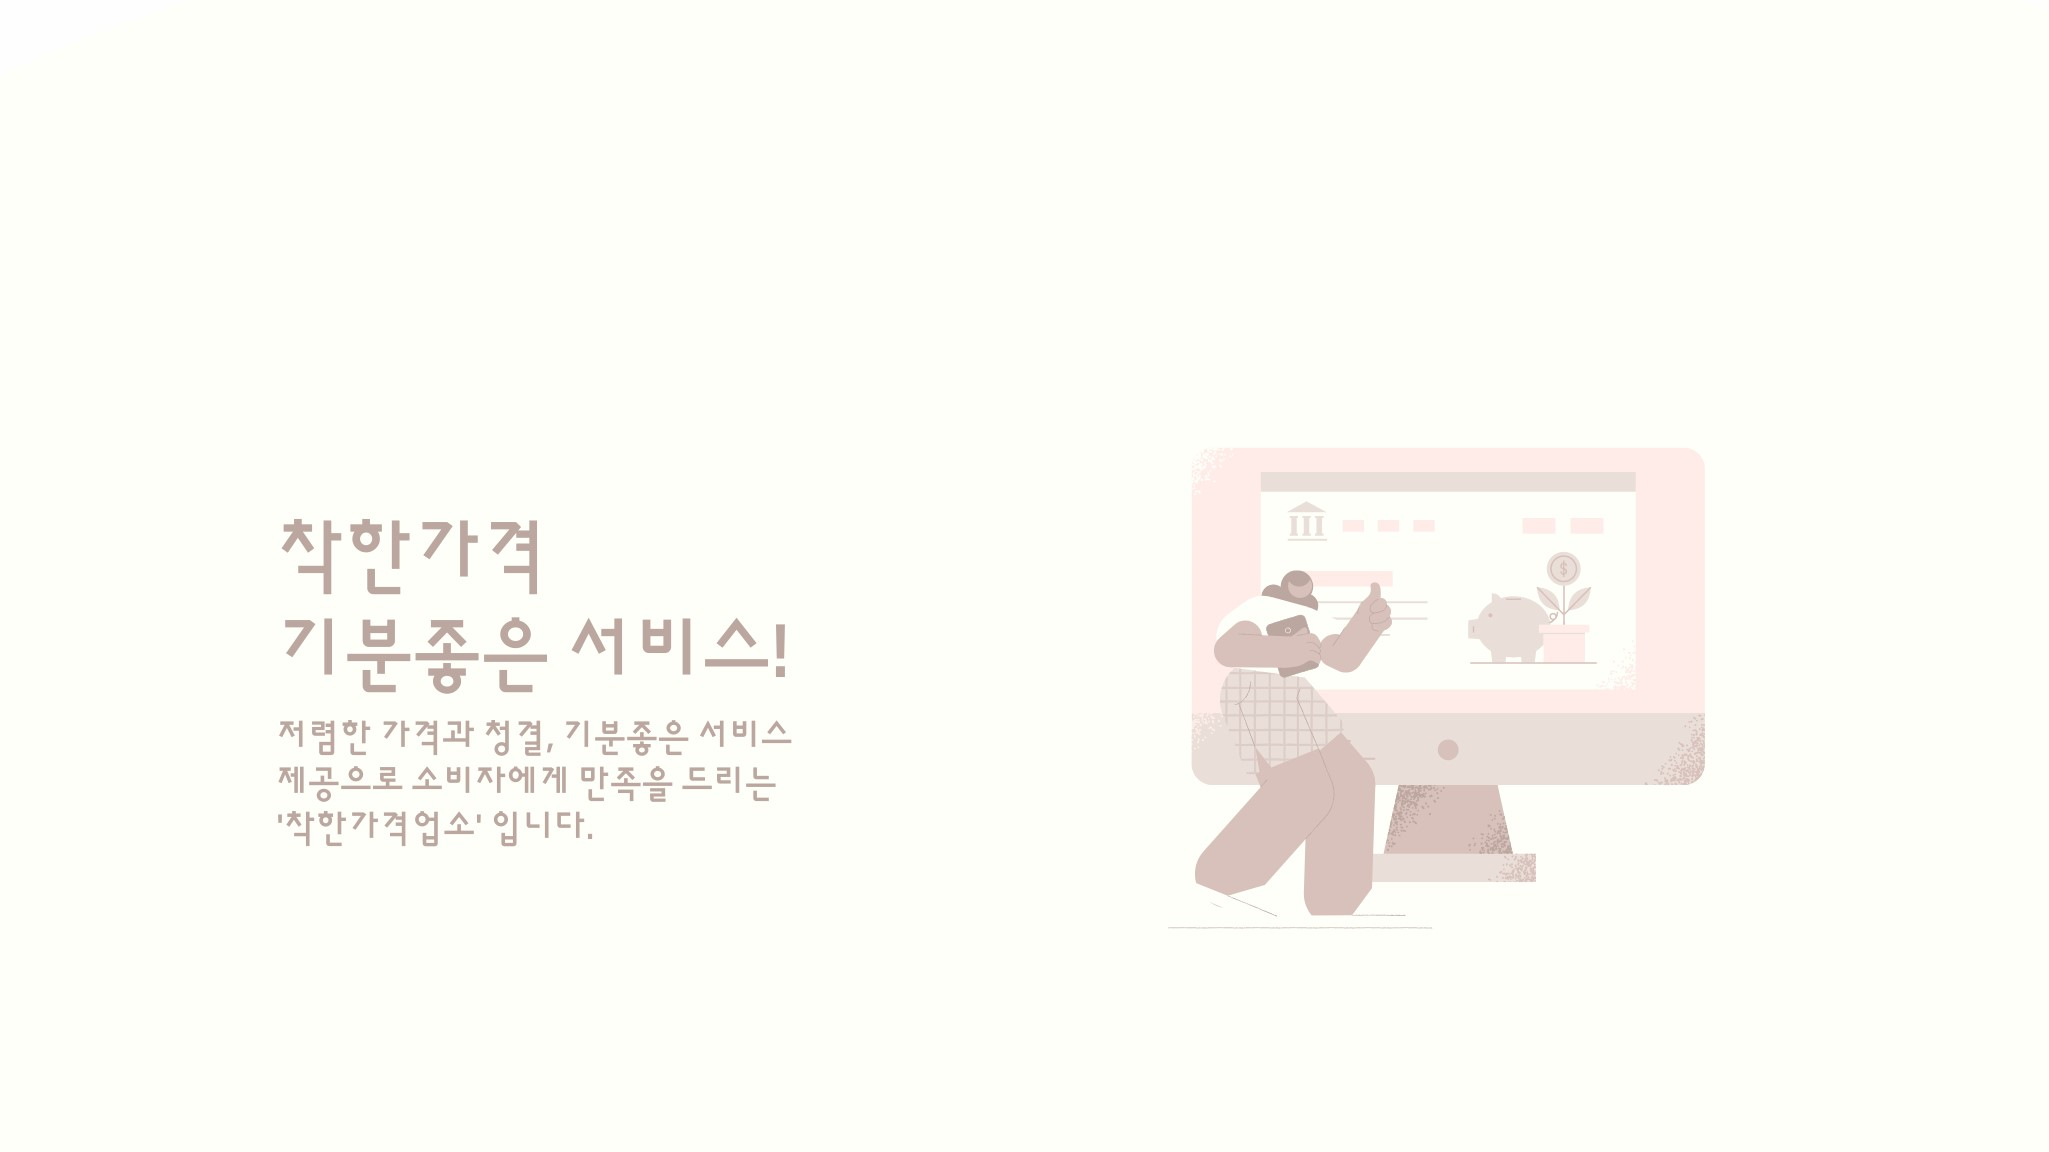 착한가격
기분좋은 서비스!
저렴한 가격과 청결, 기분좋은 서비스
제공으로 소비자에게 만족을 드리는
'착한가격업소' 입니다.
$